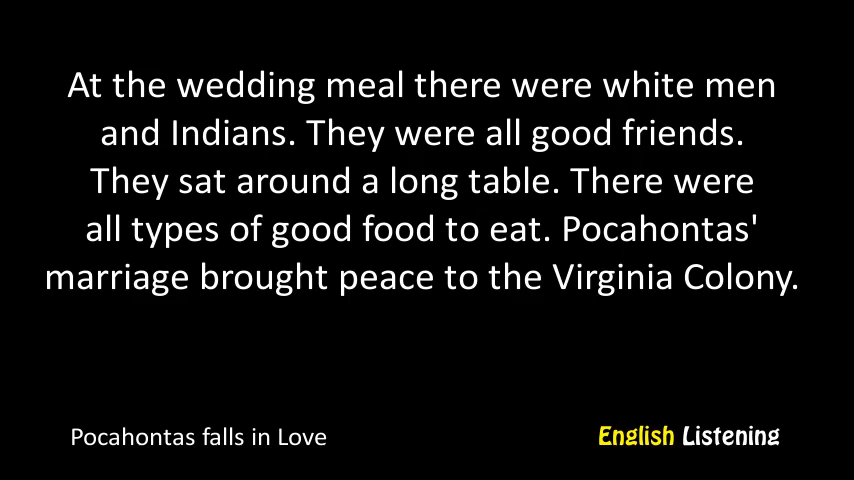 At the wedding meal there were white men
and Indians. They were all good friends.
They sat around a long table. There were
all types of good food to eat. Pocahontas'
marriage brought peace to the Virginia Colony.
Pocahontas falls in Love
English Listening